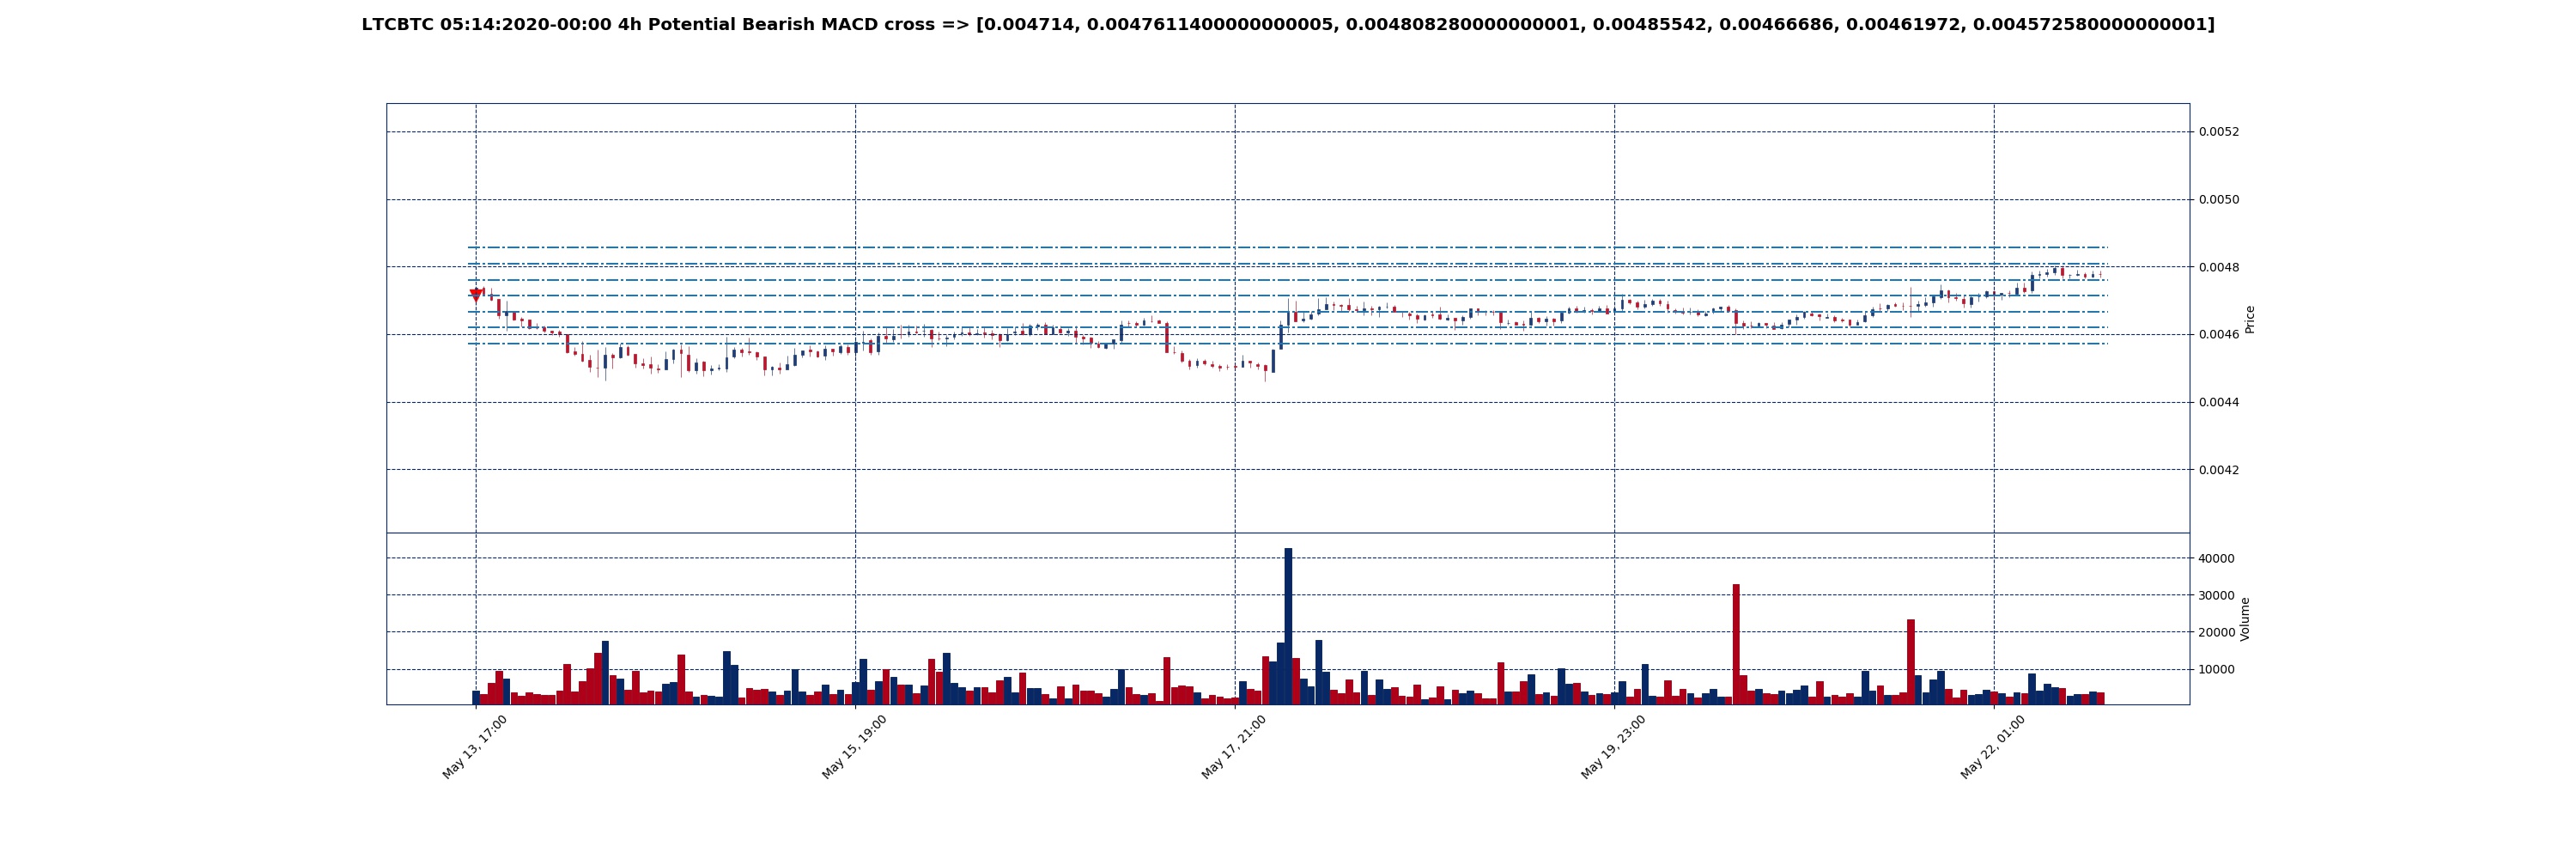 LTCBTC 05:14:2020-00:00 4h Potential Bearish MACD cross => [0.004714, 0.0047611400000000005, 0.004808280000000001, 0.00485542, 0.00466686, 0.00461972, 0.004572580000000001]
0.0052
0.0050
0.0048
0.0046
0.0044
0.0042
Price
40000
30000
20000
10000
Volume
May 13, 17:00
May 15, 19:00
May 17, 21:00
May 19, 23:00
May 22, 01:00